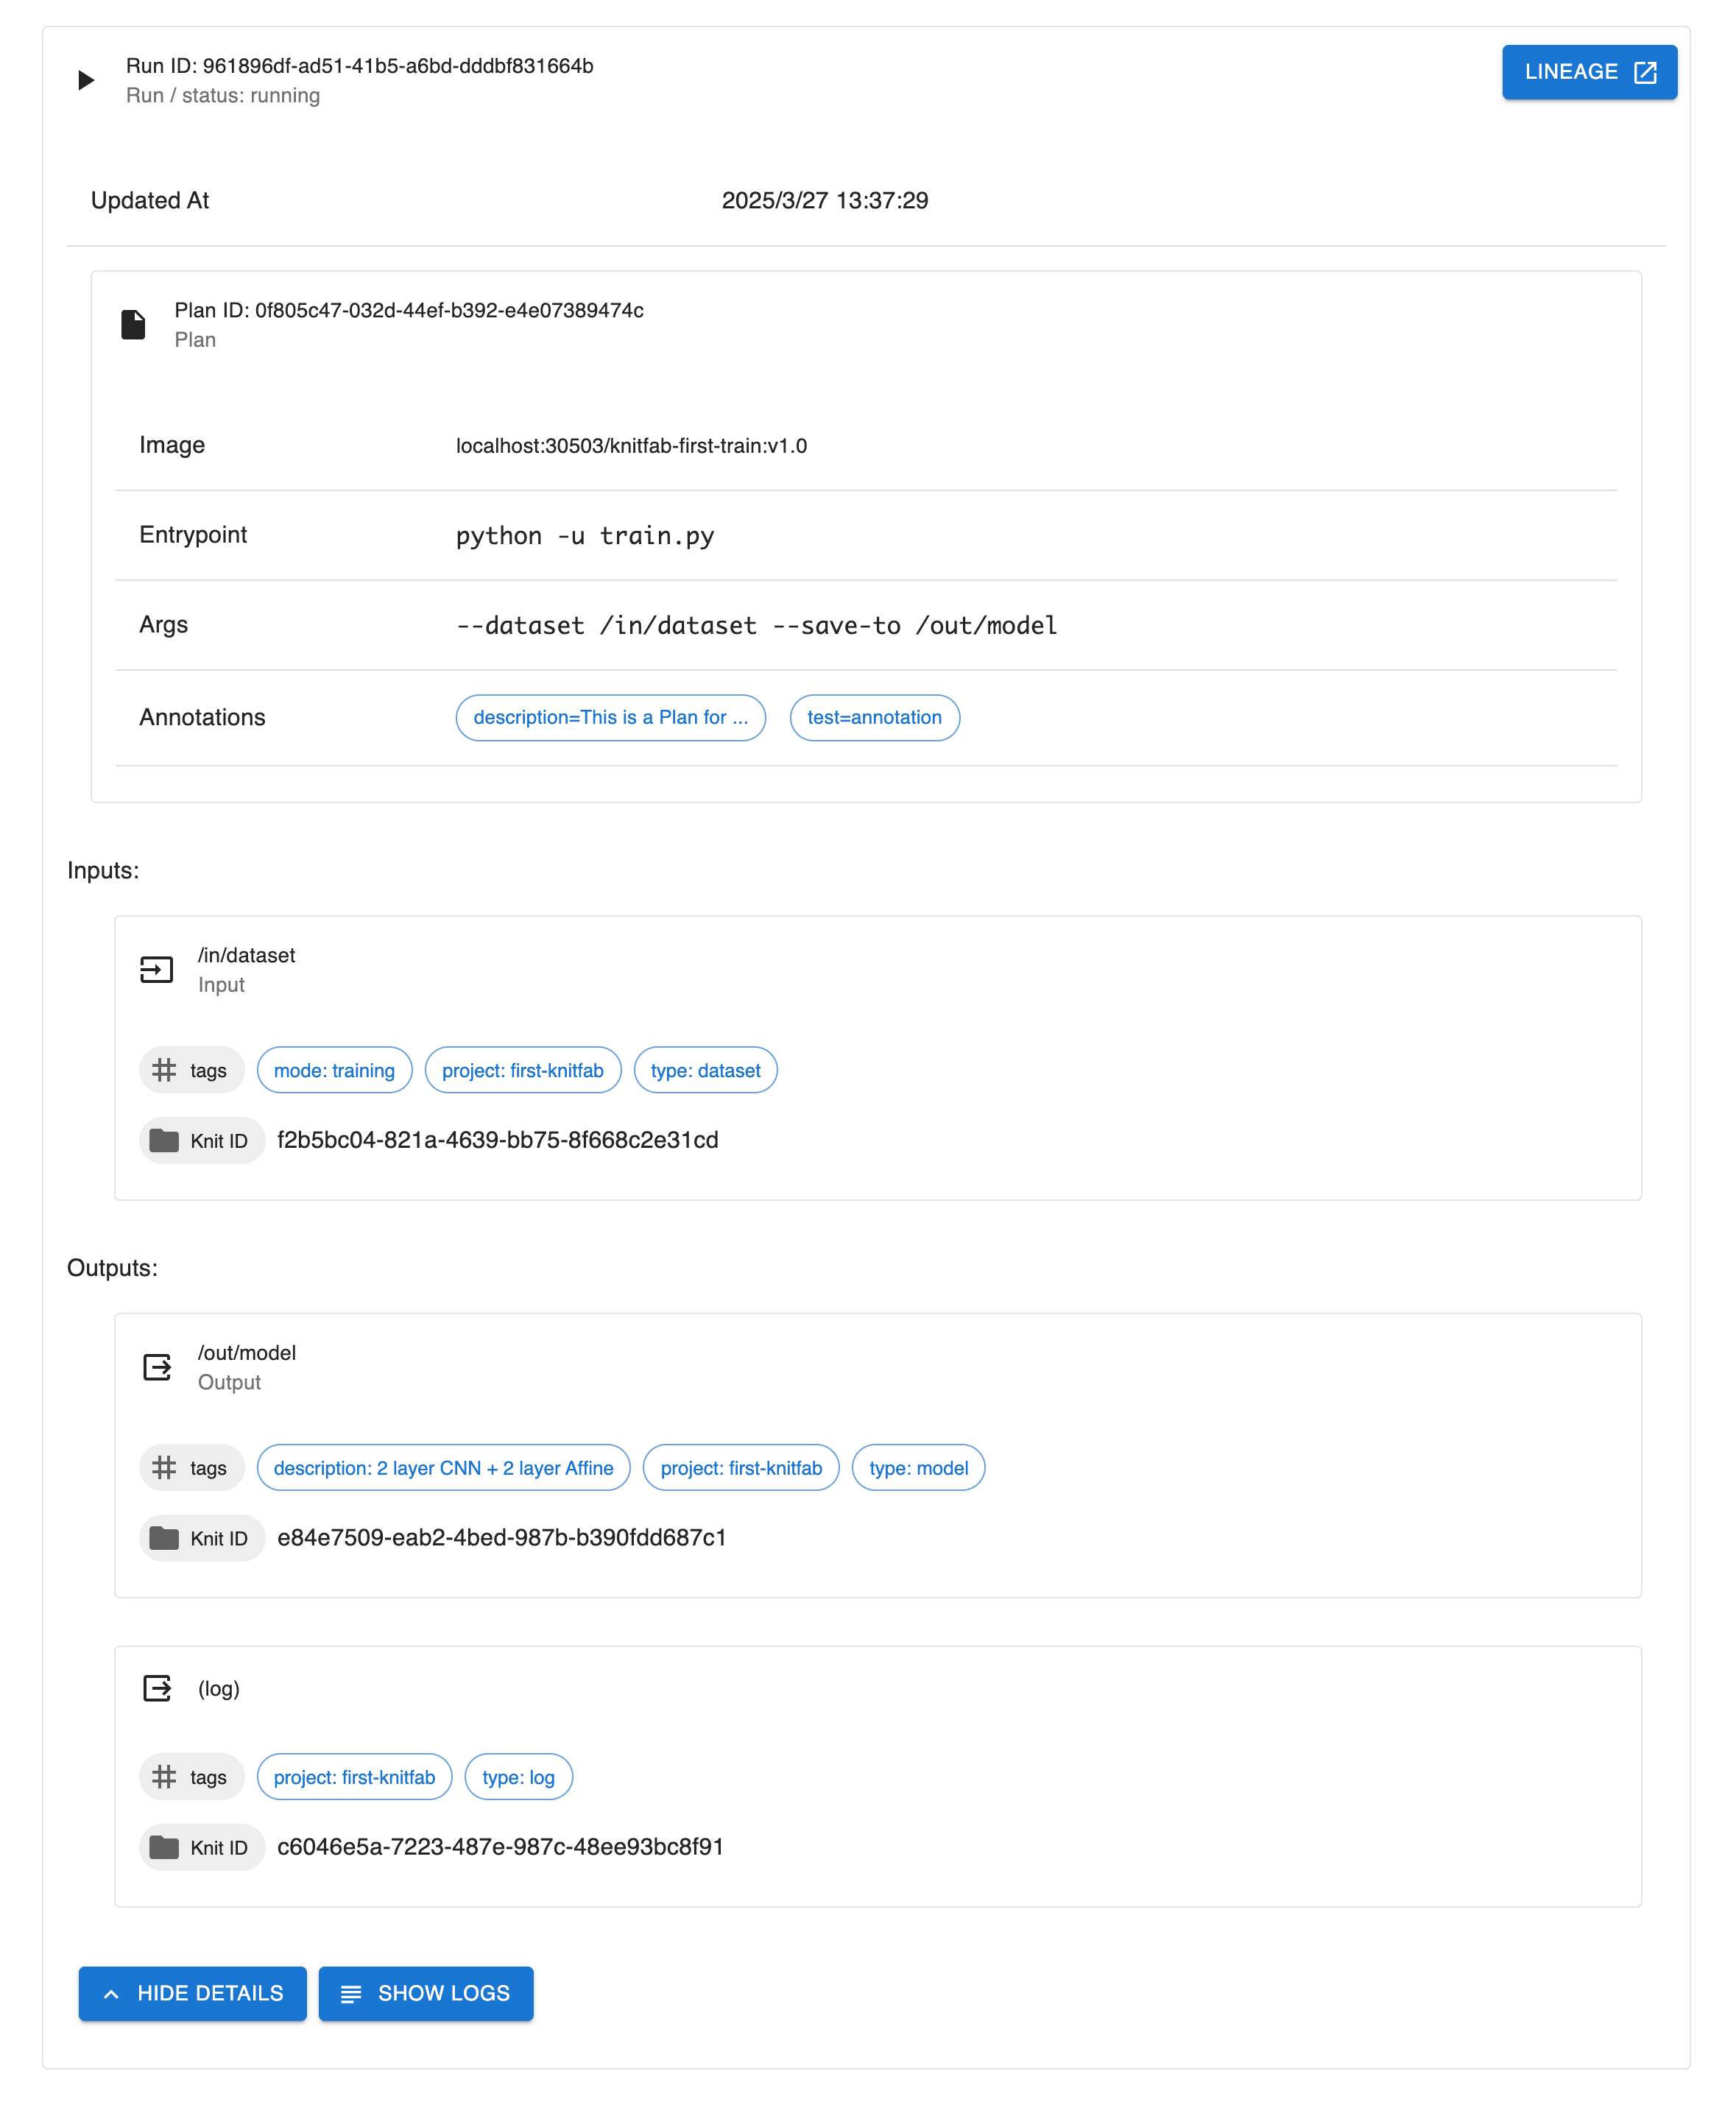 Run ID: 961896df-ad51-41b5-a6bd-dddbf831664b
Run / status: running
LINEAGE
Updated At 2025/3/27 13:37:29
Plan ID: 0f805c47-032d-44ef-b392-e4e07389474c
Plan
Image localhost:30503/knitfab-first-train:v1.0
Entrypoint python -u train.py
Args --dataset /in/dataset --save-to /out/model
Annotations description=This is a Plan for ... test=annotation
Inputs:
/in/dataset
Input
tags mode: training project: first-knitfab type: dataset
Knit ID f2b5bc04-821a-4639-bb75-8f668c2e31cd
Outputs:
/out/model
Output
tags description: 2 layer CNN + 2 layer Affine project: first-knitfab type: model
Knit ID e84e7509-eab2-4bed-987b-b390fdd687c1
(log)
tags project: first-knitfab type: log
Knit ID c6046e5a-7223-487e-987c-48ee93bc8f91
HIDE DETAILS SHOW LOGS